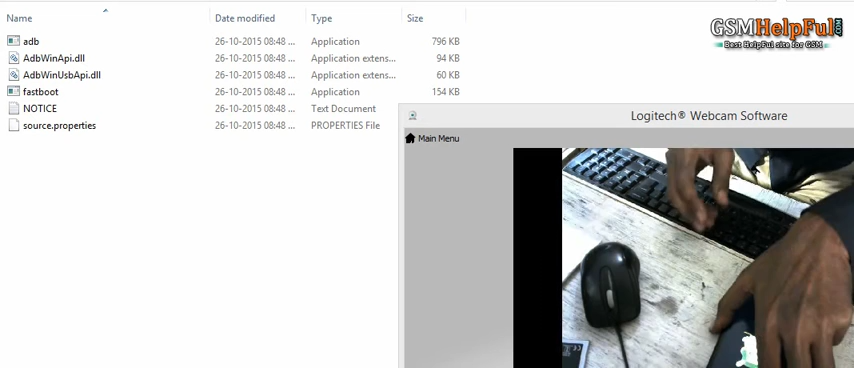 Name Date modified Type Size
adb 26-10-2015 08:48 ... Application 796 KB
AdbWinApi.dll 26-10-2015 08:48 ... Application extens... 94 KB
AdbWinUsbApi.dll 26-10-2015 08:48 ... Application extens... 60 KB
fastboot 26-10-2015 08:48 ... Application 154 KB
NOTICE 26-10-2015 08:48 ... Text Document
source.properties 26-10-2015 08:48 ... PROPERTIES File
GSMHelpFul.COM
Best HelpFul site for GSM
Logitech® Webcam Software
Main Menu